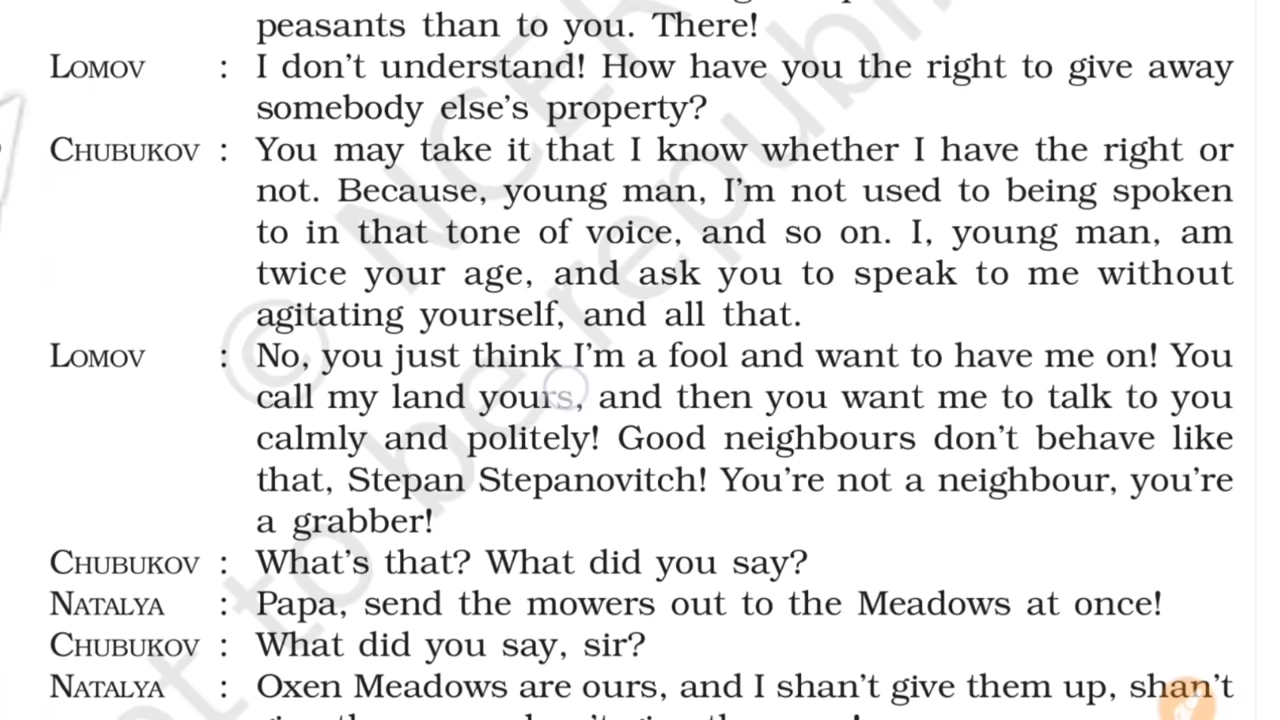 peasants than to you. There!
LOMOV : I don't understand! How have you the right to give away
somebody else's property?
CHUBUKOV : You may take it that I know whether I have the right or
not. Because, young man, I'm not used to being spoken
to in that tone of voice, and so on. I, young man, am
twice your age, and ask you to speak to me without
agitating yourself, and all that.
LOMOV : No, you just think I'm a fool and want to have me on! You
call my land yours, and then you want me to talk to you
calmly and politely! Good neighbours don't behave like
that, Stepan Stepanovitch! You're not a neighbour, you're
a grabber!
CHUBUKOV : What's that? What did you say?
NATALYA : Papa, send the mowers out to the Meadows at once!
CHUBUKOV : What did you say, sir?
NATALYA : Oxen Meadows are ours, and I shan't give them up, shan't